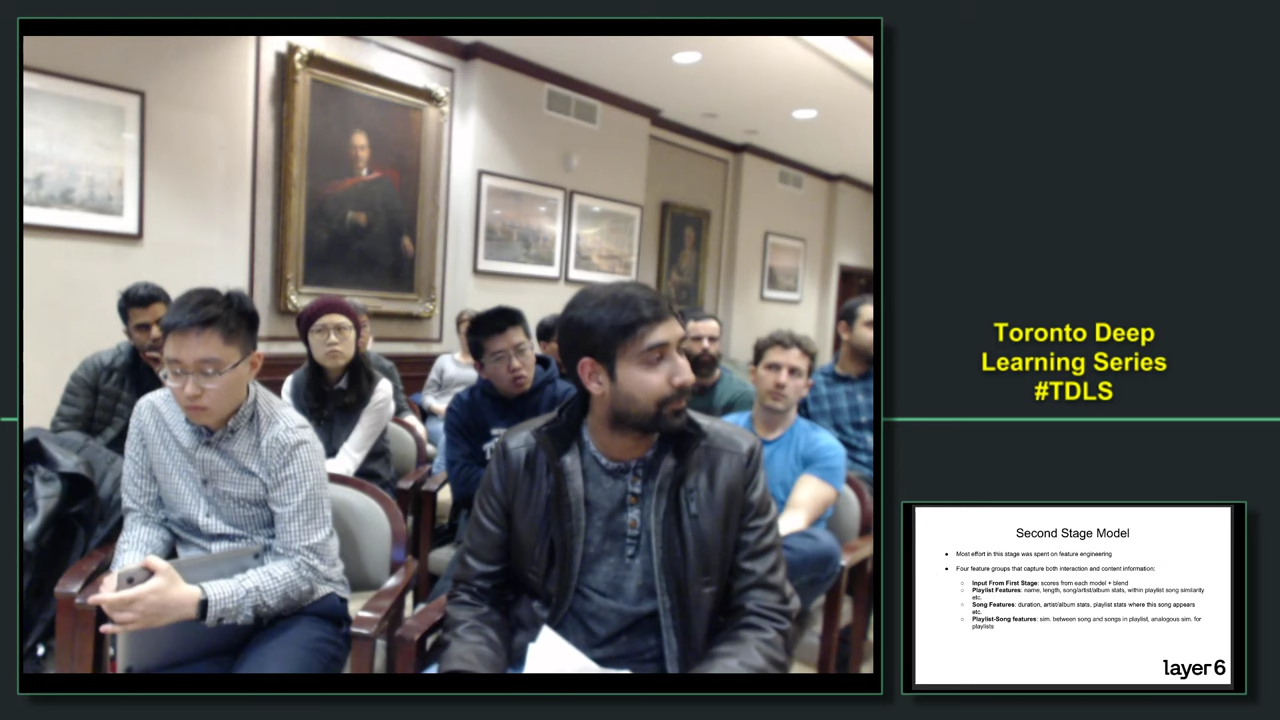 Toronto Deep
Learning Series
#TDLS
Second Stage Model
● Most effort in this stage was spent on feature engineering
● Four feature groups that capture both interaction and content information:
○ Input From First Stage: scores from each model + blend
○ Playlist Features: name, length, song/artist/album stats, within playlist song similarity
etc.
○ Song Features: duration, artist/album stats, playlist stats where this song appears
etc.
○ Playlist-Song features: sim. between song and songs in playlist, analogous sim. for
playlists
layer 6